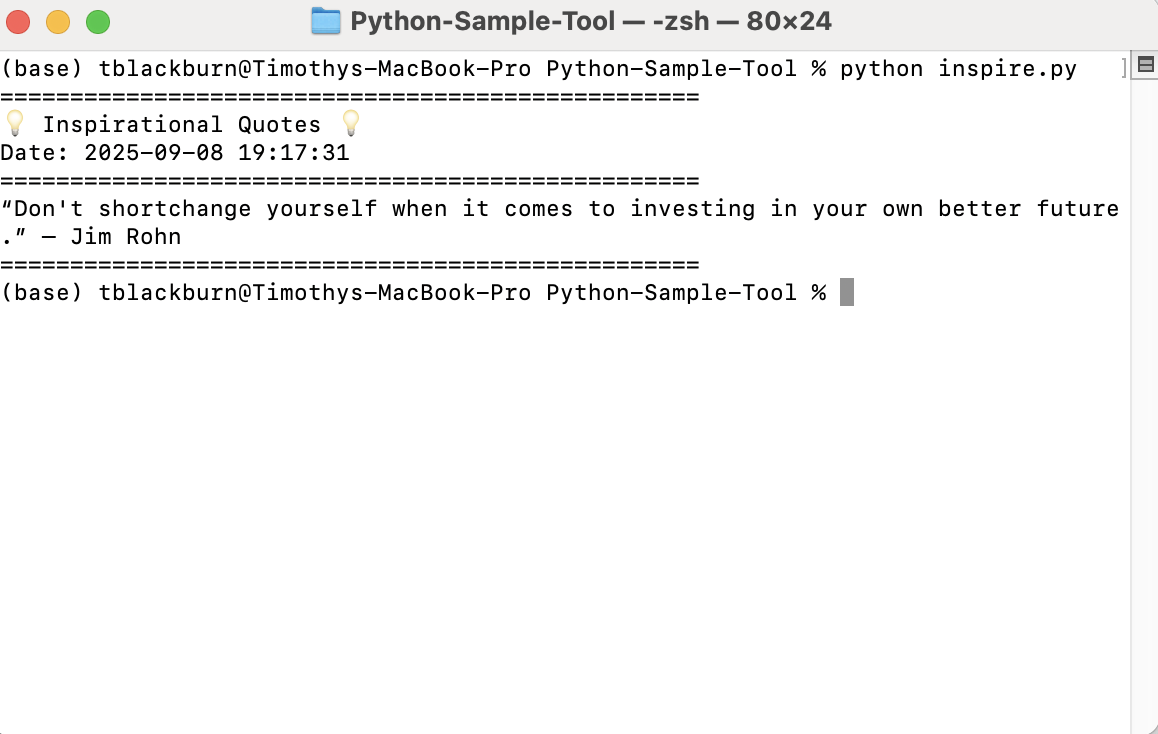 Python-Sample-Tool — -zsh — 80×24
(base) tblackburn@Timothys-MacBook-Pro Python-Sample-Tool % python inspire.py
==================================================
💡 Inspirational Quotes 💡
Date: 2025-09-08 19:17:31
==================================================
“Don't shortchange yourself when it comes to investing in your own better future
.” — Jim Rohn
==================================================
(base) tblackburn@Timothys-MacBook-Pro Python-Sample-Tool %